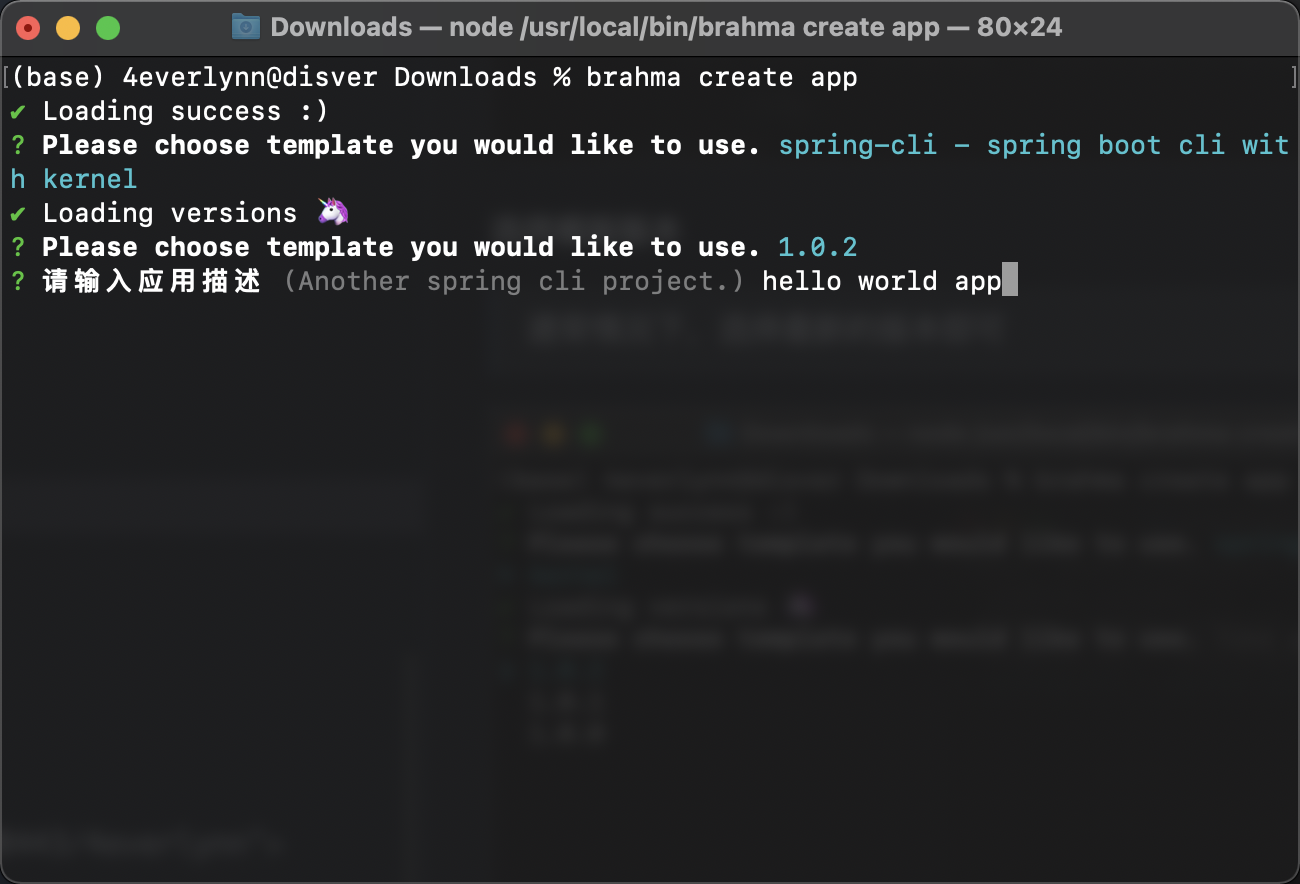 Downloads — node /usr/local/bin/brahma create app — 80×24
[(base) 4everlynn@disver Downloads % brahma create app ]
✔ Loading success :)
? Please choose template you would like to use. spring-cli - spring boot cli wit
h kernel
✔ Loading versions 🦄
? Please choose template you would like to use. 1.0.2
? 请输入应用描述 (Another spring cli project.) hello world app